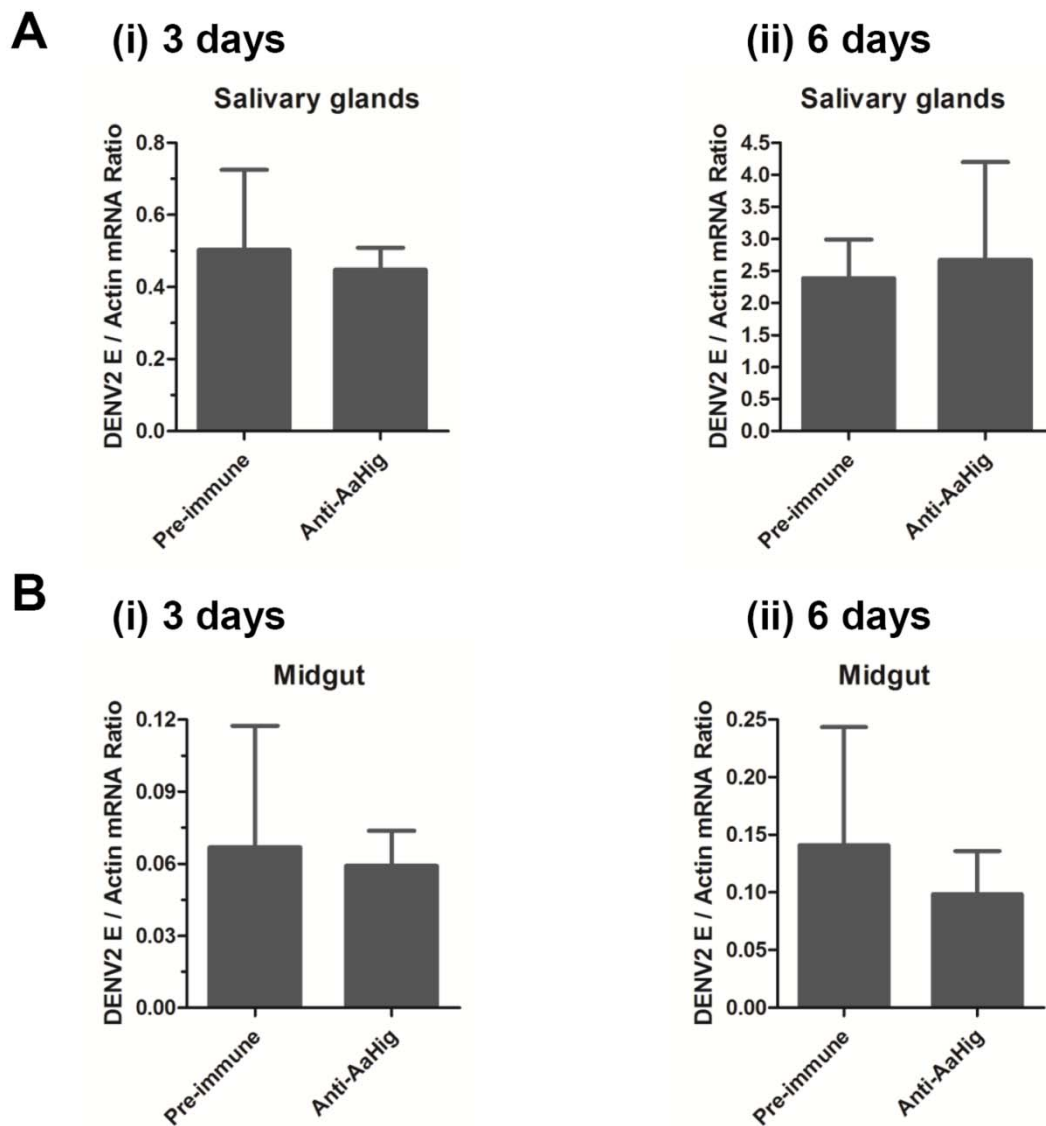 A
(i) 3 days
(ii) 6 days
Salivary glands
Salivary glands
DENV2 E / Actin mRNA Ratio
0.8
0.6
0.4
0.2
0.0
Pre-immune
Anti-AaHig
DENV2 E / Actin mRNA Ratio
4.5
4.0
3.5
3.0
2.5
2.0
1.5
1.0
0.5
0.0
Pre-immune
Anti-AaHig
B
(i) 3 days
(ii) 6 days
Midgut
Midgut
DENV2 E / Actin mRNA Ratio
0.12
0.09
0.06
0.03
0.00
Pre-immune
Anti-AaHig
DENV2 E / Actin mRNA Ratio
0.25
0.20
0.15
0.10
0.05
0.00
Pre-immune
Anti-AaHig